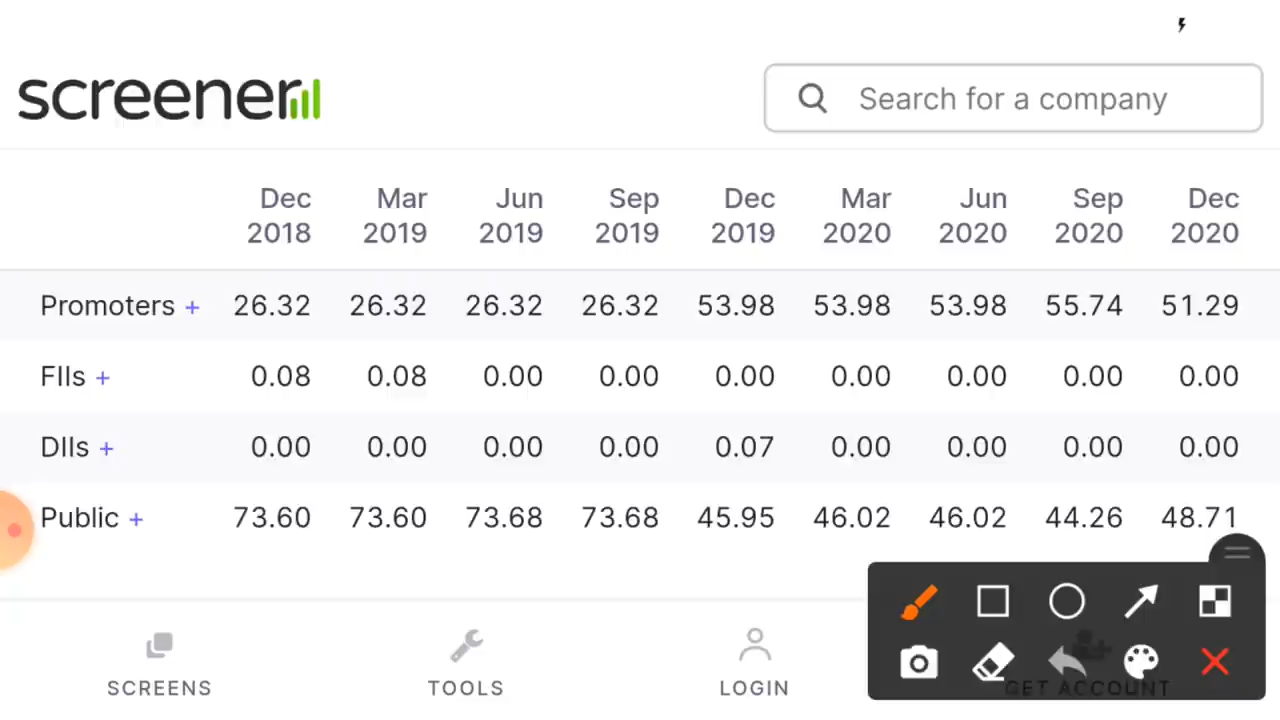 screener
Search for a company
Dec Mar Jun Sep Dec Mar Jun Sep Dec
2018 2019 2019 2019 2019 2020 2020 2020 2020
Promoters + 26.32 26.32 26.32 26.32 53.98 53.98 53.98 55.74 51.29
FIIs + 0.08 0.08 0.00 0.00 0.00 0.00 0.00 0.00 0.00
DIIs + 0.00 0.00 0.00 0.00 0.07 0.00 0.00 0.00 0.00
Public + 73.60 73.60 73.68 73.68 45.95 46.02 46.02 44.26 48.71
SCREENS TOOLS LOGIN GET ACCOUNT